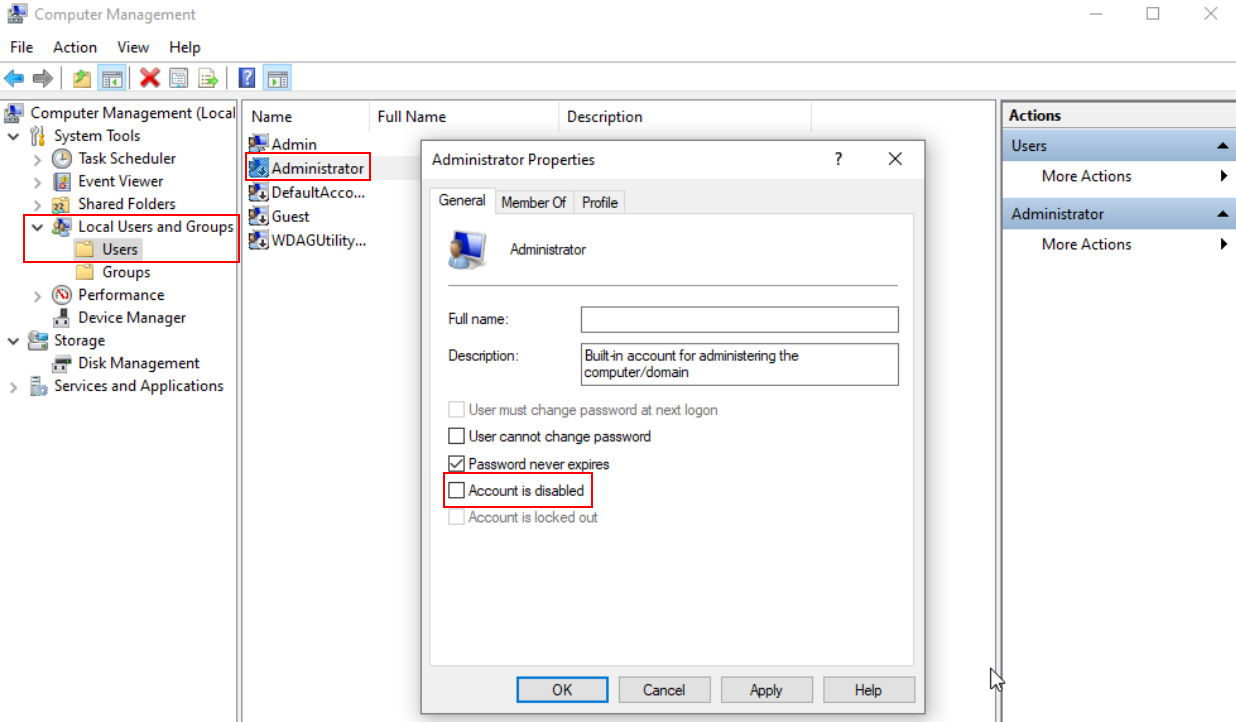 Computer Management
File Action View Help
Computer Management (Local
System Tools
Task Scheduler
Event Viewer
Shared Folders
Local Users and Groups
Users
Groups
Performance
Device Manager
Storage
Disk Management
Services and Applications
Name Full Name Description
Admin
Administrator
DefaultAcco...
Guest
WDAGUtility...
Administrator Properties ?
General Member Of Profile
Administrator
Full name:
Description: Built-in account for administering the
computer/domain
User must change password at next logon
User cannot change password
Password never expires
Account is disabled
Account is locked out
OK Cancel Apply Help
Actions
Users
More Actions
Administrator
More Actions